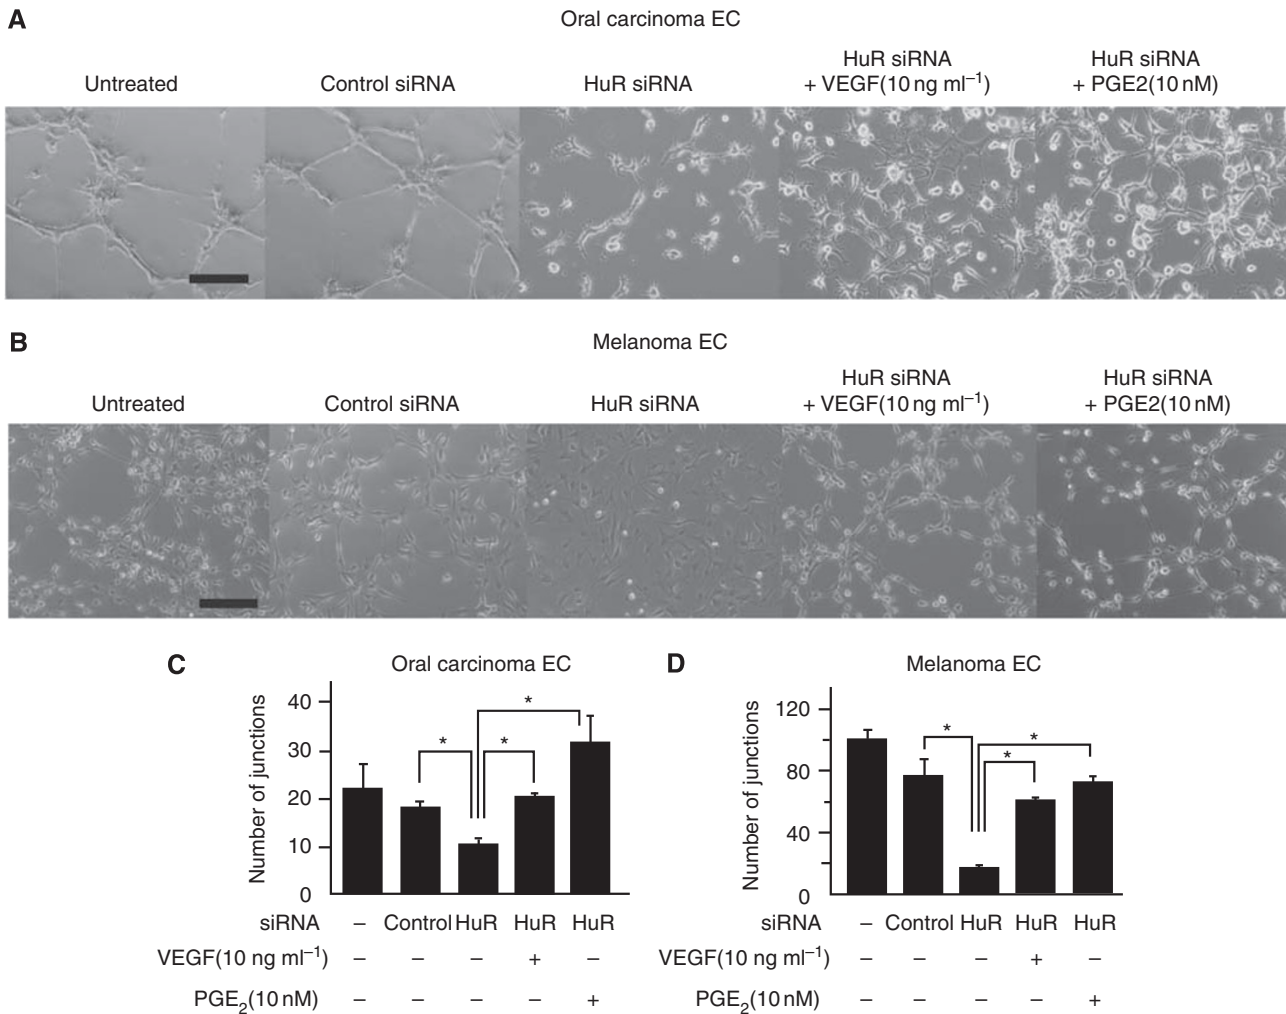 A
Oral carcinoma EC
Untreated
Control siRNA
HuR siRNA
HuR siRNA
+ VEGF(10 ng ml⁻¹)
HuR siRNA
+ PGE2(10 nM)
B
Melanoma EC
Untreated
Control siRNA
HuR siRNA
HuR siRNA
+ VEGF(10 ng ml⁻¹)
HuR siRNA
+ PGE2(10 nM)
C
Oral carcinoma EC
Number of junctions
40
30
20
10
0
* * *
siRNA – Control HuR HuR HuR
VEGF(10 ng ml⁻¹) – – – + –
PGE₂(10 nM) – – – – +
D
Melanoma EC
Number of junctions
120
80
40
0
* * *
siRNA – Control HuR HuR HuR
VEGF(10 ng ml⁻¹) – – – + –
PGE₂(10 nM) – – – – +